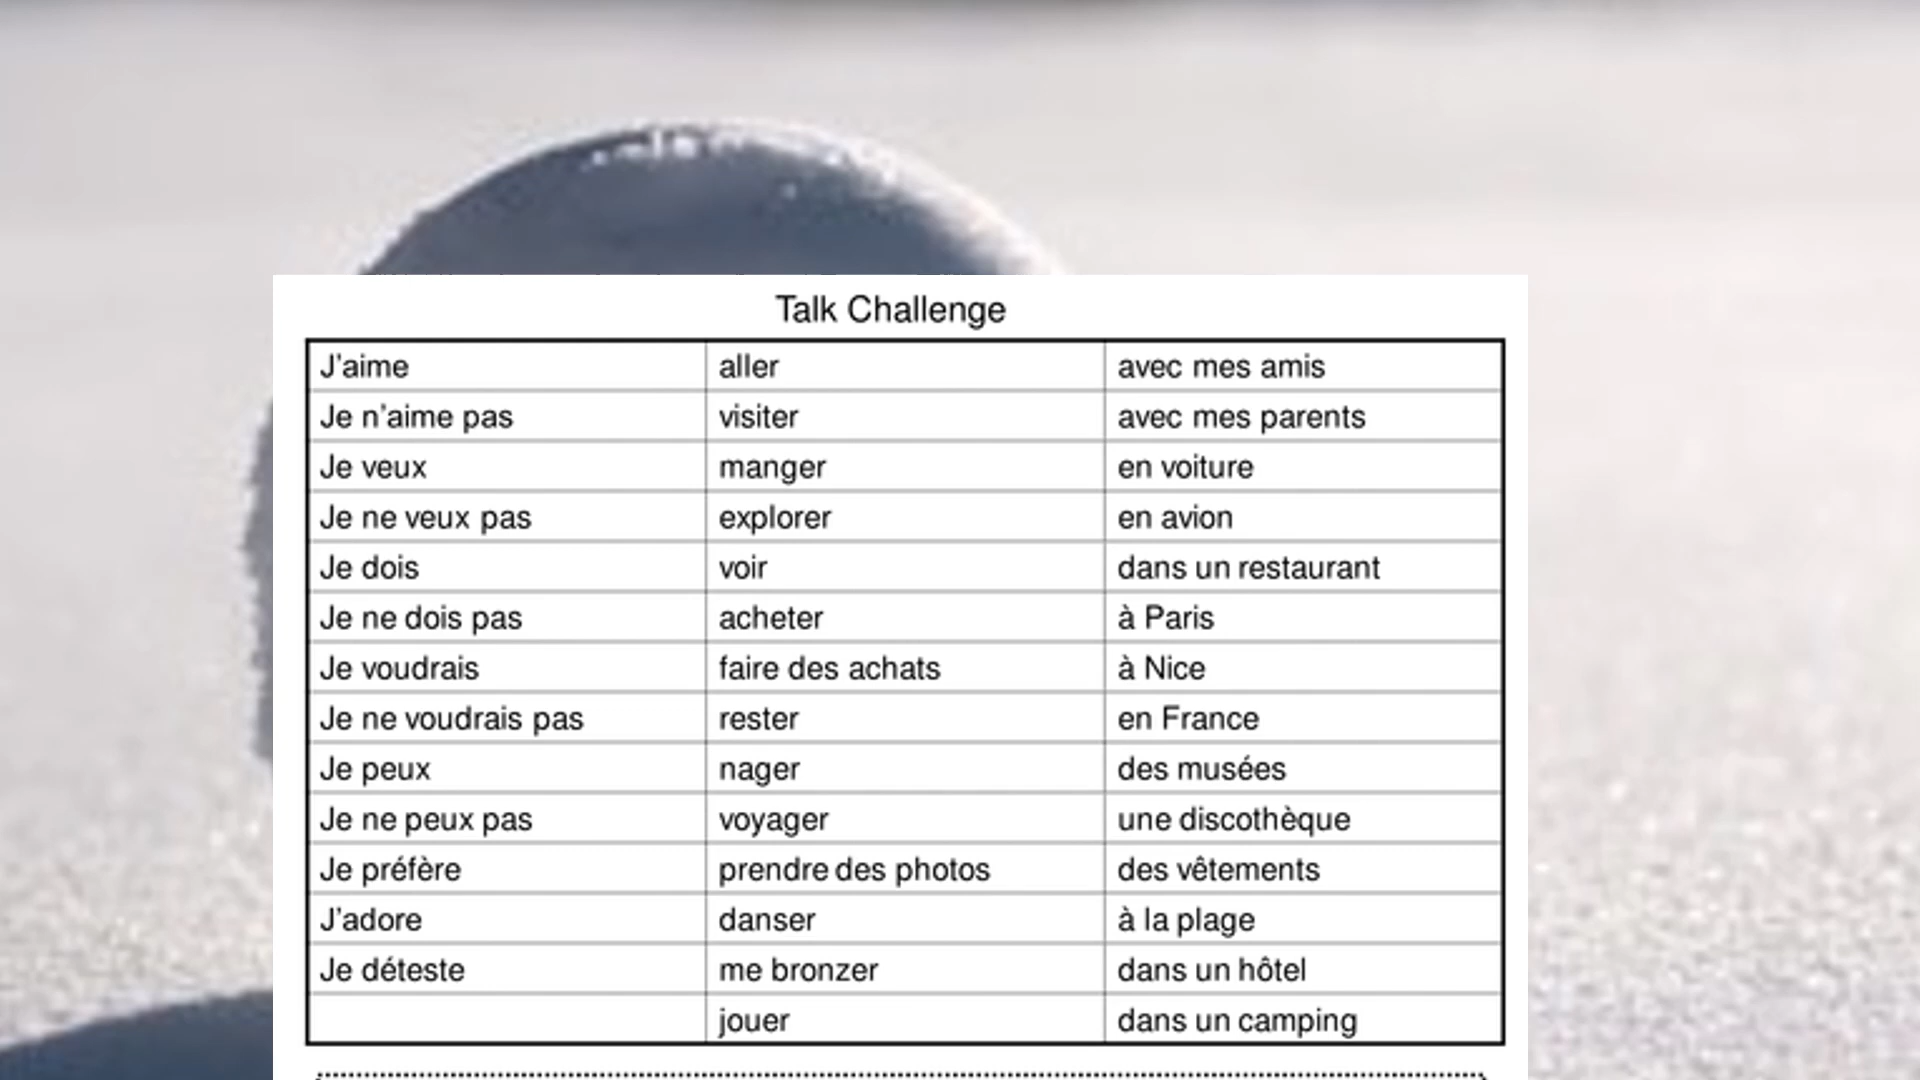 Talk Challenge
J'aime aller avec mes amis
Je n'aime pas visiter avec mes parents
Je veux manger en voiture
Je ne veux pas explorer en avion
Je dois voir dans un restaurant
Je ne dois pas acheter à Paris
Je voudrais faire des achats à Nice
Je ne voudrais pas rester en France
Je peux nager des musées
Je ne peux pas voyager une discothèque
Je préfère prendre des photos des vêtements
J'adore danser à la plage
Je déteste me bronzer dans un hôtel
jouer dans un camping